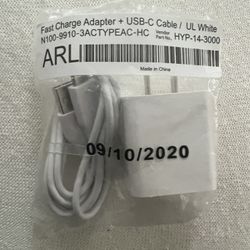 Fast Charge Adapter + USB-C Cable / UL White
N100-9910-3ACTYPEAC-HC Vendor Part No.: HYP-14-3000
ARLI
Made in China
09/10/2020